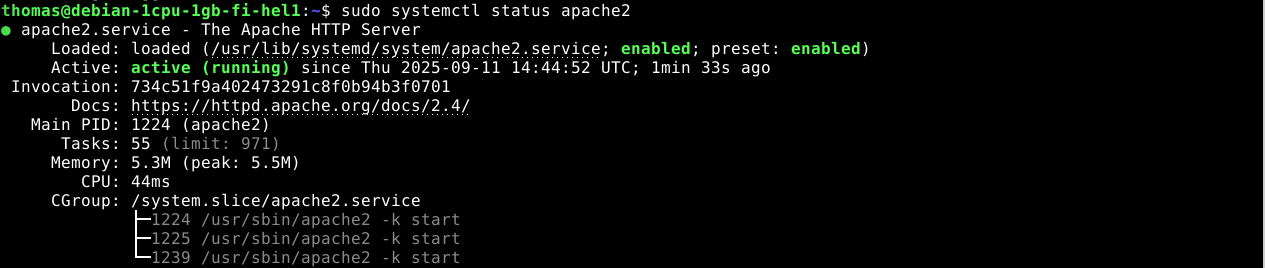 thomas@debian-1cpu-1gb-fi-hel1:~$ sudo systemctl status apache2
● apache2.service - The Apache HTTP Server
     Loaded: loaded (/usr/lib/systemd/system/apache2.service; enabled; preset: enabled)
     Active: active (running) since Thu 2025-09-11 14:44:52 UTC; 1min 33s ago
 Invocation: 734c51f9a402473291c8f0b94b3f0701
       Docs: https://httpd.apache.org/docs/2.4/
   Main PID: 1224 (apache2)
      Tasks: 55 (limit: 971)
     Memory: 5.3M (peak: 5.5M)
        CPU: 44ms
     CGroup: /system.slice/apache2.service
             ├─1224 /usr/sbin/apache2 -k start
             ├─1225 /usr/sbin/apache2 -k start
             └─1239 /usr/sbin/apache2 -k start